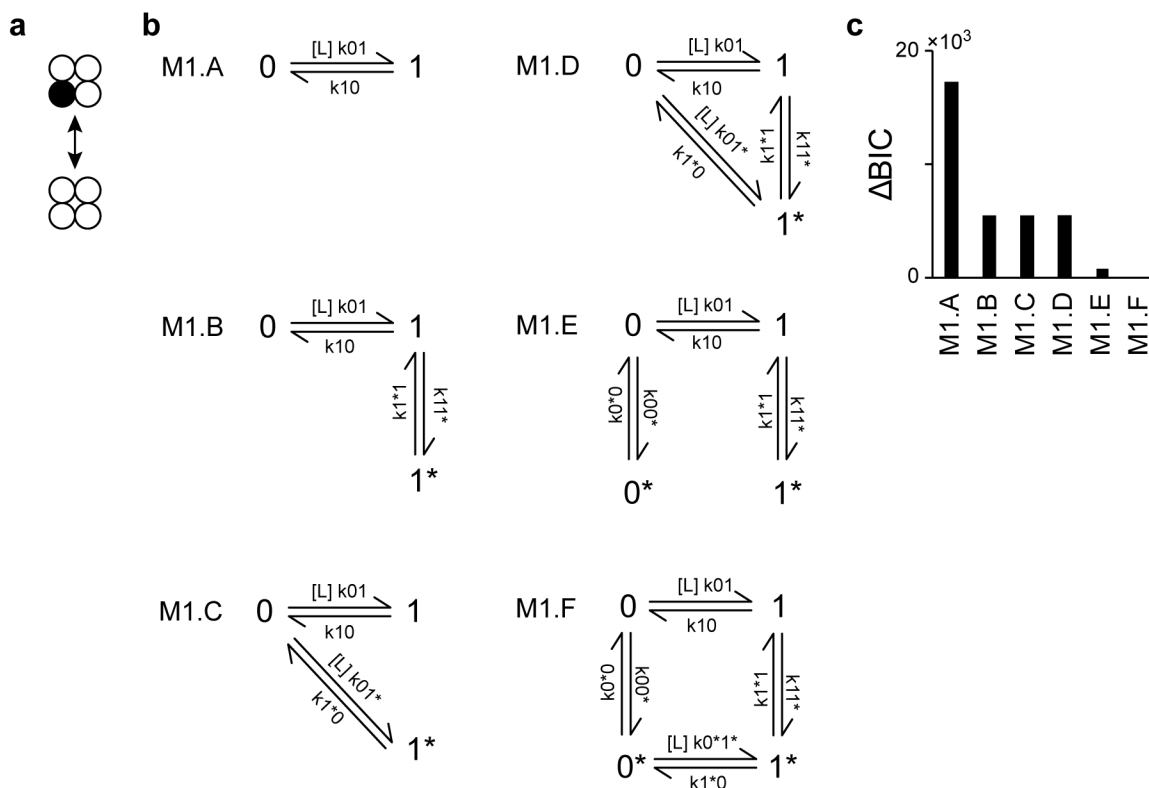 a
b
c
M1.A
0
[L] k01
k10
1
M1.D
0
[L] k01
k10
1
[L] k01*
k1*0
k1*1
k11*
1*
M1.B
0
[L] k01
k10
1
k1*1
k11*
1*
M1.E
0
[L] k01
k10
1
k0*0
k00*
k1*1
k11*
0*
1*
M1.C
0
[L] k01
k10
1
[L] k01*
k1*0
1*
M1.F
0
[L] k01
k10
1
k0*0
k00*
k1*1
k11*
0*
[L] k0*1*
k1*0
1*
20
×10³
ΔBIC
0
M1.A
M1.B
M1.C
M1.D
M1.E
M1.F